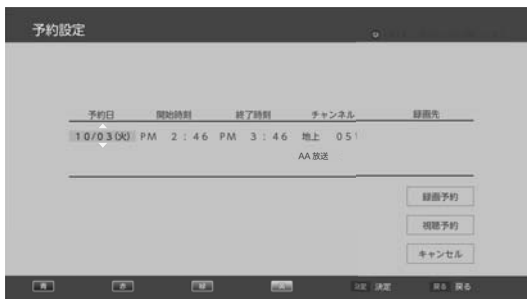 予約設定
予約日 開始時刻 終了時刻 チャンネル 録画先
10/03(火) PM 2:46 PM 3:46 地上 051
AA 放送
録画予約
視聴予約
キャンセル
青 赤 緑 黄 決定 決定 戻る 戻る